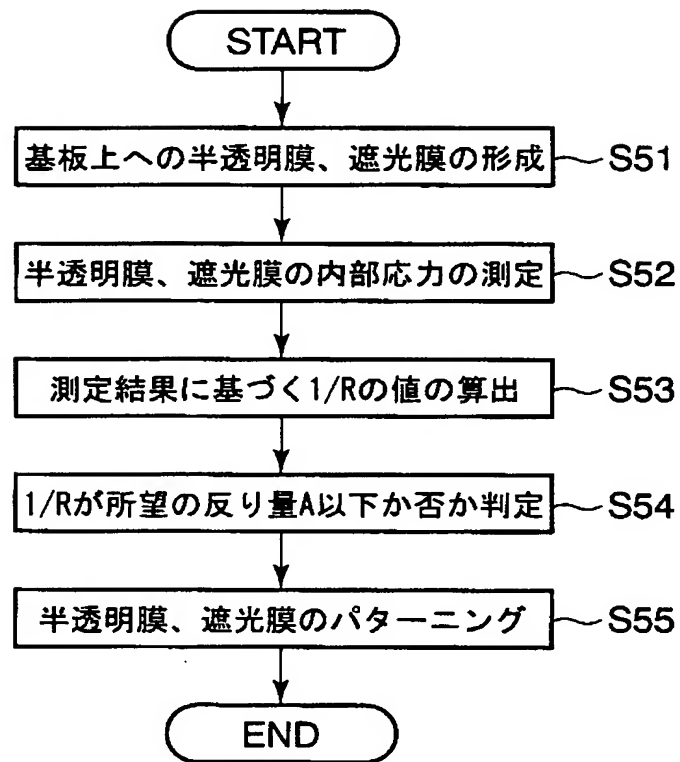 START
基板上への半透明膜、遮光膜の形成 S51
半透明膜、遮光膜の内部応力の測定 S52
測定結果に基づく1/Rの値の算出 S53
1/Rが所望の反り量A以下か否か判定 S54
半透明膜、遮光膜のパターニング S55
END